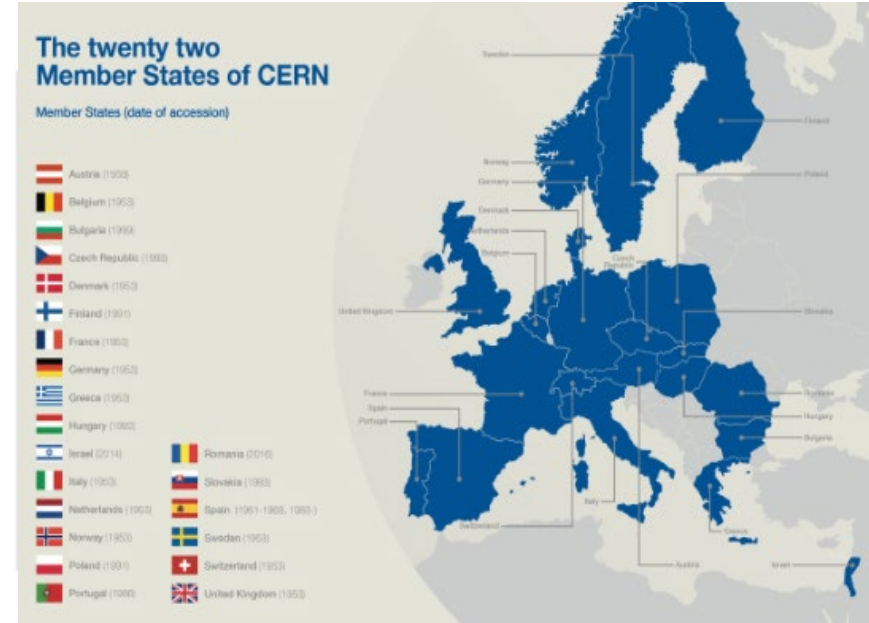 The twenty two
Member States of CERN
Member States (date of accession)
Austria (1959)
Belgium (1953)
Bulgaria (1999)
Czech Republic (1993)
Denmark (1953)
Finland (1991)
France (1953)
Germany (1953)
Greece (1953)
Hungary (1992)
Israel (2014)
Italy (1953)
Netherlands (1953)
Norway (1953)
Poland (1991)
Portugal (1986)
Romania (2016)
Slovakia (1993)
Spain (1961-1968, 1983-)
Sweden (1953)
Switzerland (1953)
United Kingdom (1953)
Sweden
Finland
Norway
Poland
Germany
Denmark
Netherlands
Belgium
Czech
Republic
United Kingdom
Slovakia
France
Romania
Spain
Hungary
Portugal
Bulgaria
Italy
Switzerland
Greece
Austria
Israel